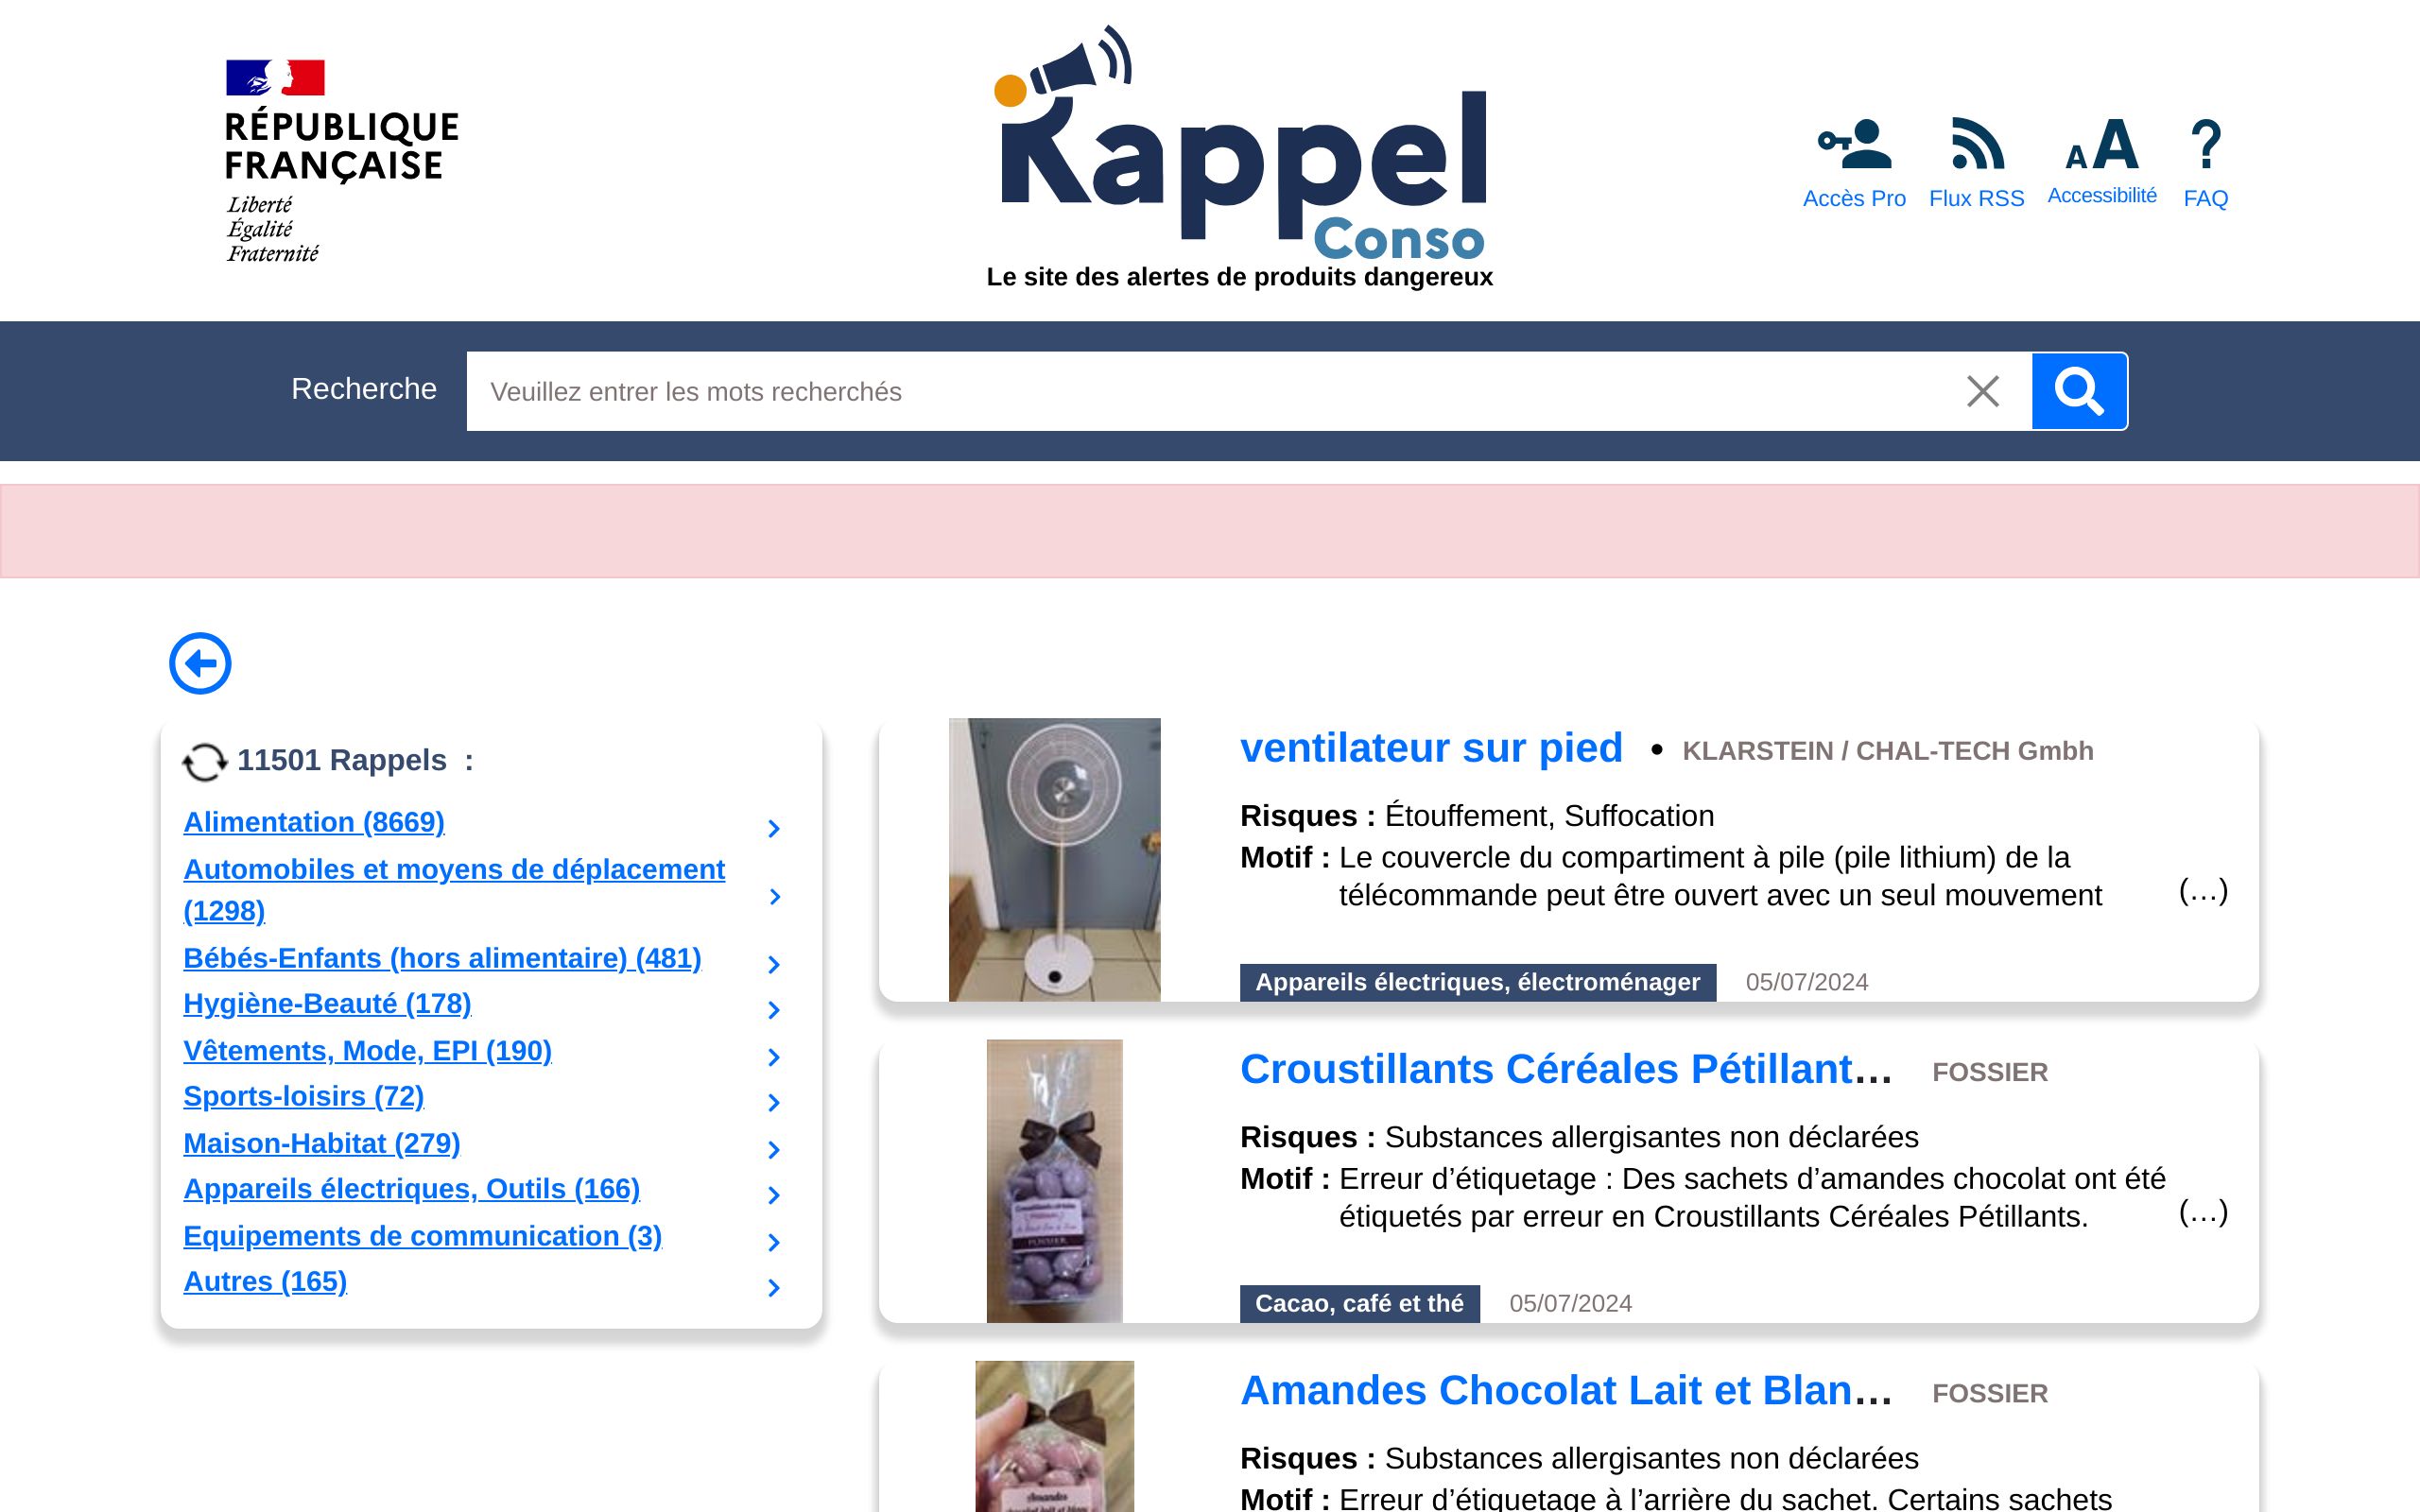 RÉPUBLIQUE
FRANÇAISE
Liberté
Égalité
Fraternité
Rappel
Conso
Le site des alertes de produits dangereux
Accès Pro
Flux RSS
AA
Accessibilité
?
FAQ
Recherche
Veuillez entrer les mots recherchés
11501 Rappels :
Alimentation (8669)
Automobiles et moyens de déplacement
(1298)
Bébés-Enfants (hors alimentaire) (481)
Hygiène-Beauté (178)
Vêtements, Mode, EPI (190)
Sports-loisirs (72)
Maison-Habitat (279)
Appareils électriques, Outils (166)
Equipements de communication (3)
Autres (165)
ventilateur sur pied • KLARSTEIN / CHAL-TECH Gmbh
Risques : Étouffement, Suffocation
Motif : Le couvercle du compartiment à pile (pile lithium) de la
télécommande peut être ouvert avec un seul mouvement (…)
Appareils électriques, électroménager 05/07/2024
FOSSIER
Croustillants Céréales Pétillant… FOSSIER
Risques : Substances allergisantes non déclarées
Motif : Erreur d’étiquetage : Des sachets d’amandes chocolat ont été
étiquetés par erreur en Croustillants Céréales Pétillants. (…)
Cacao, café et thé 05/07/2024
Amandes
Amandes Chocolat Lait et Blan… FOSSIER
Risques : Substances allergisantes non déclarées
Motif : Erreur d’étiquetage à l’arrière du sachet. Certains sachets